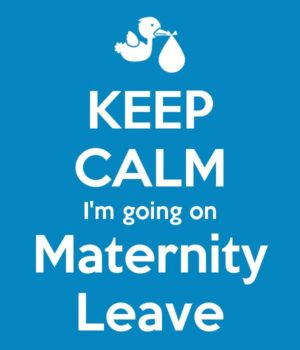 KEEP
CALM
I'm going on
Maternity
Leave